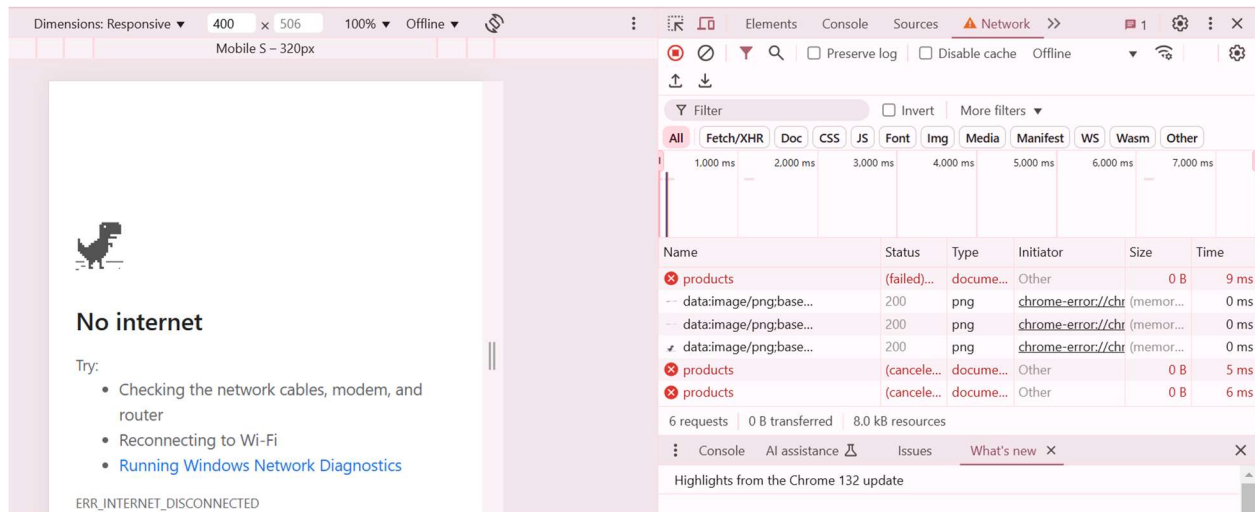 Dimensions: Responsive ▼ 400 × 506 100% ▼ Offline ▼
Mobile S – 320px
No internet
Try:
• Checking the network cables, modem, and
router
• Reconnecting to Wi-Fi
• Running Windows Network Diagnostics
ERR_INTERNET_DISCONNECTED
Elements Console Sources Network 1
Preserve log Disable cache Offline ▼
Filter Invert More filters ▼
All Fetch/XHR Doc CSS JS Font Img Media Manifest WS Wasm Other
1,000 ms 2,000 ms 3,000 ms 4,000 ms 5,000 ms 6,000 ms 7,000 ms
Name Status Type Initiator Size Time
products (failed)... docume... Other 0 B 9 ms
data:image/png;base... 200 png chrome-error://chr (memor... 0 ms
data:image/png;base... 200 png chrome-error://chr (memor... 0 ms
data:image/png;base... 200 png chrome-error://chr (memor... 0 ms
products (cancele... docume... Other 0 B 5 ms
products (cancele... docume... Other 0 B 6 ms
6 requests 0 B transferred 8.0 kB resources
Console AI assistance Issues What's new
Highlights from the Chrome 132 update